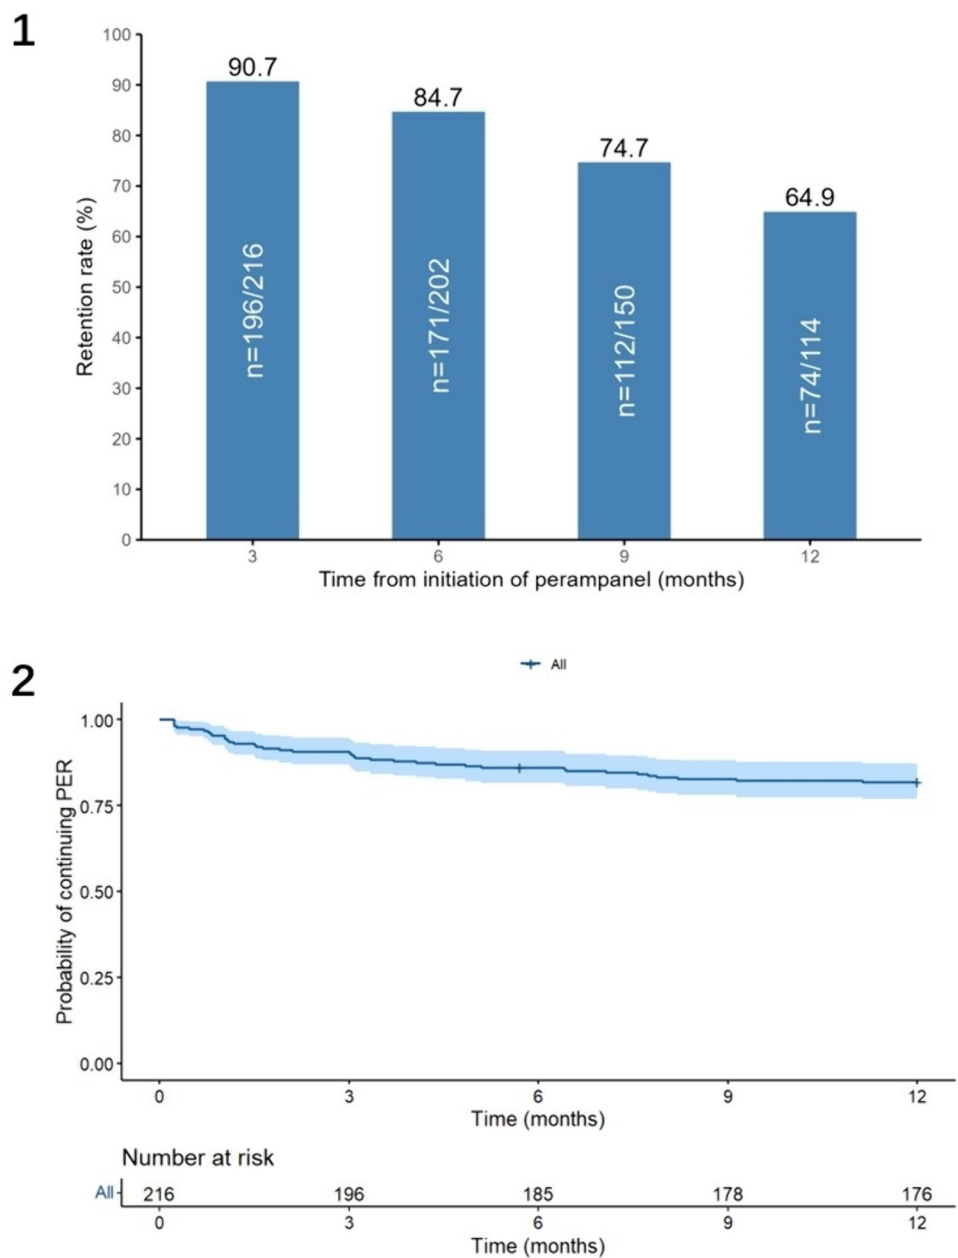 1
Retention rate (%)
100
90
80
70
60
50
40
30
20
10
0
90.7
84.7
74.7
64.9
n=196/216
n=171/202
n=112/150
n=74/114
3 6 9 12
Time from initiation of perampanel (months)
2
All
Probability of continuing PER
1.00
0.75
0.50
0.25
0.00
0 3 6 9 12
Time (months)
Number at risk
All 216 196 185 178 176
0 3 6 9 12
Time (months)